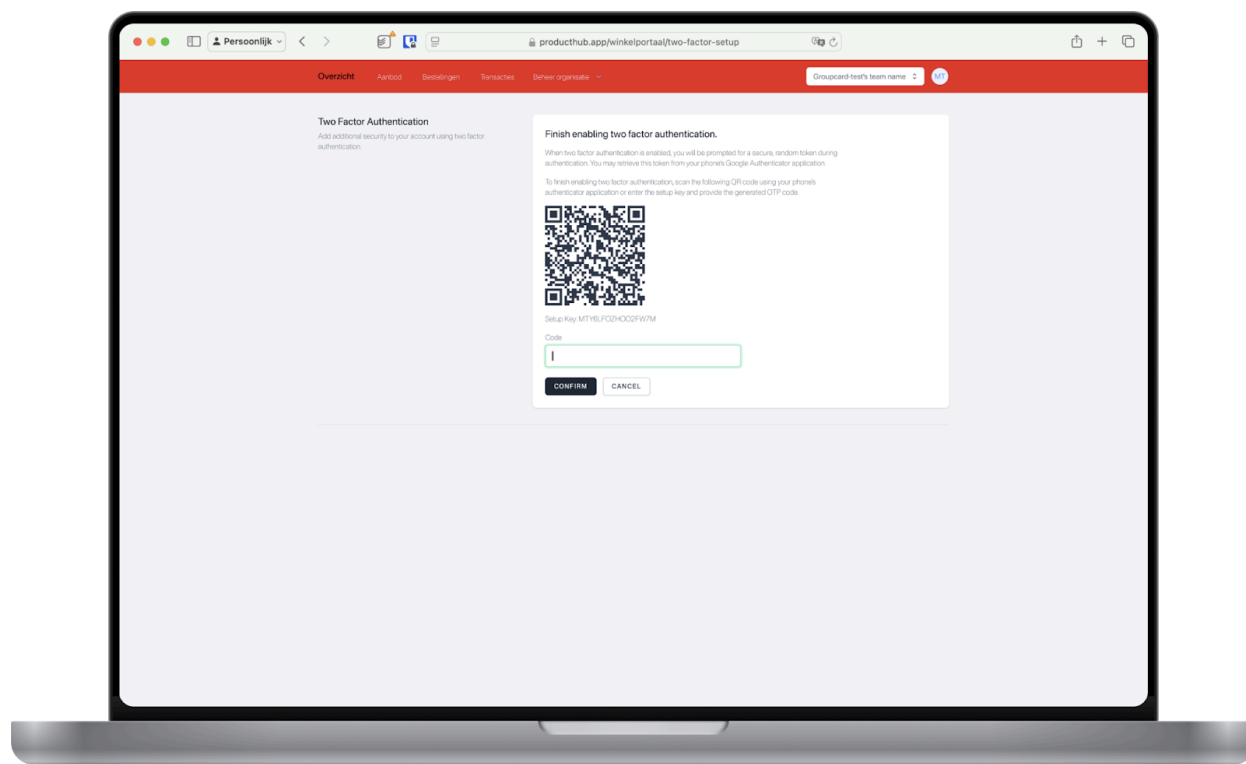 Persoonlijk
producthub.app/winkelportaal/two-factor-setup
Overzicht Aanbod Bestellingen Transacties Beheer organisatie Groupcard-test's team name MT
Two Factor Authentication
Add additional security to your account using two factor
authentication.
Finish enabling two factor authentication.
When two factor authentication is enabled, you will be prompted for a secure, random token during
authentication. You may retrieve this token from your phone's Google Authenticator application.
To finish enabling two factor authentication, scan the following QR code using your phone's
authenticator application or enter the setup key and provide the generated OTP code.
Setup Key: MTY6LFOZHOO2FW7M
Code
CONFIRM CANCEL